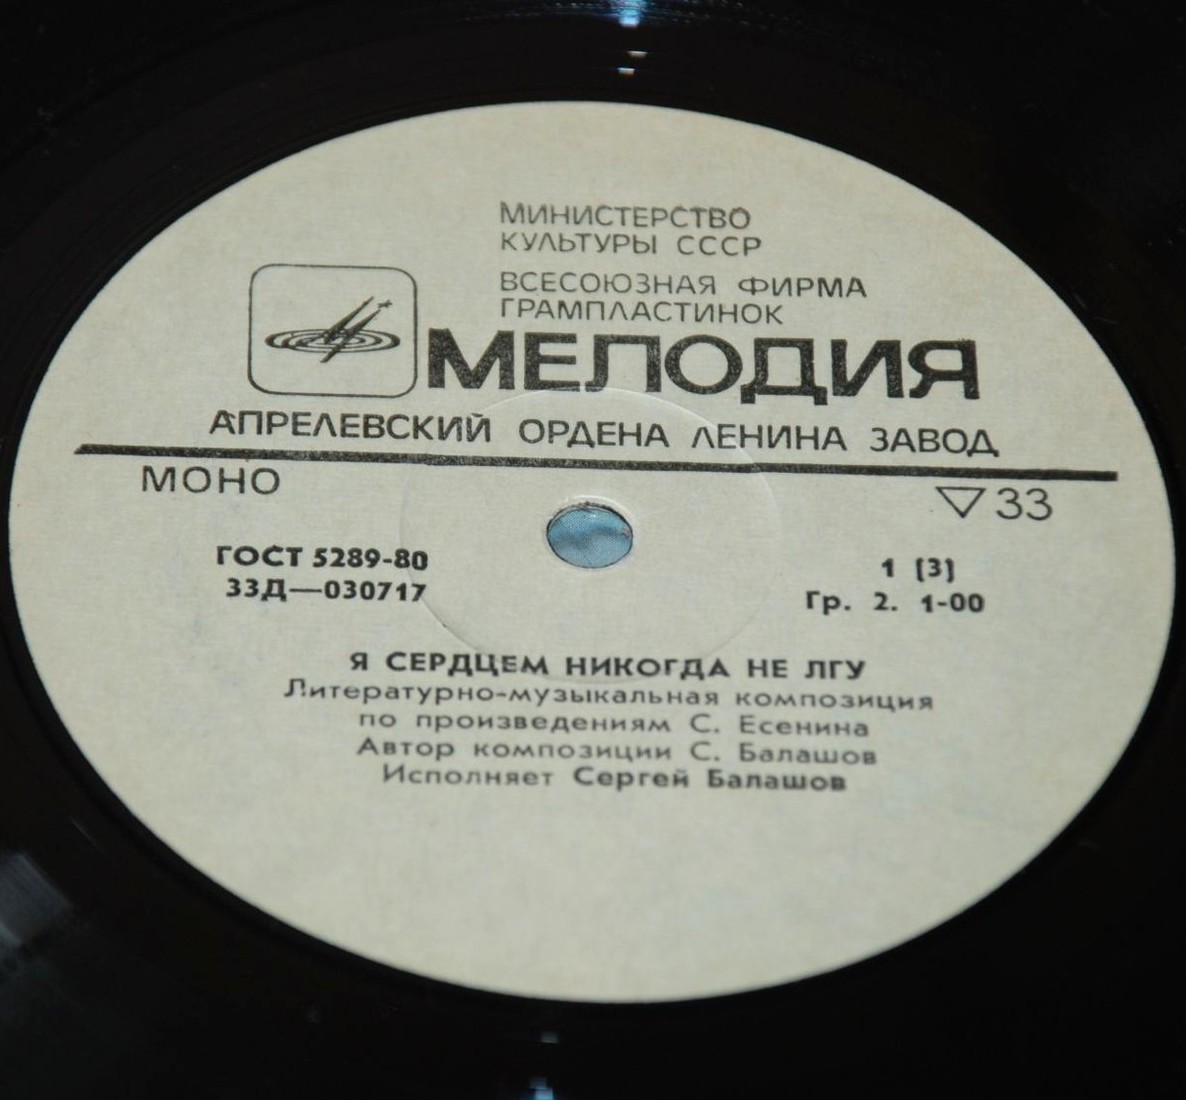 МИНИСТЕРСТВО
КУЛЬТУРЫ СССР
ВСЕСОЮЗНАЯ ФИРМА
ГРАМПЛАСТИНОК
МЕЛОДИЯ
АПРЕЛЕВСКИЙ ОРДЕНА ЛЕНИНА ЗАВОД
МОНО ▽33
ГОСТ 5289-80 1 (3)
33Д—030717 Гр. 2. 1-00
Я СЕРДЦЕМ НИКОГДА НЕ ЛГУ
Литературно-музыкальная композиция
по произведениям С. Есенина
Автор композиции С. Балашов
Исполняет Сергей Балашов